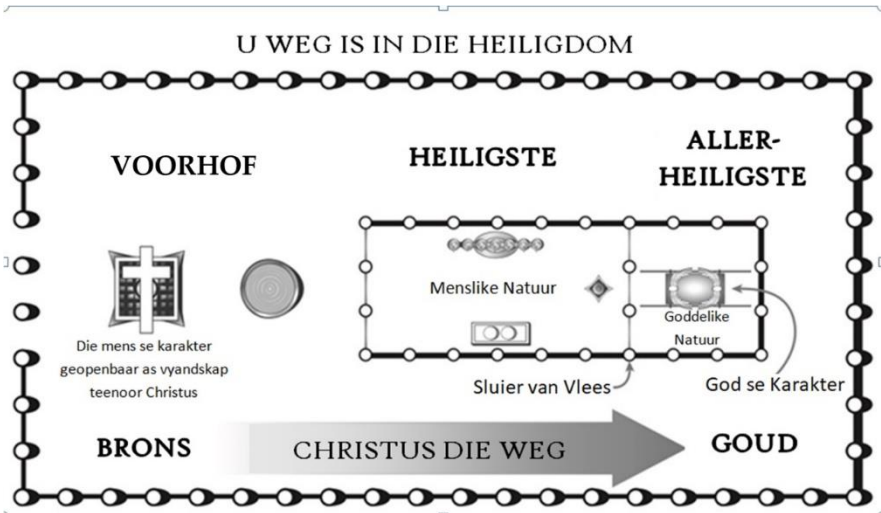 U WEG IS IN DIE HEILIGDOM
VOORHOF
HEILIGSTE
ALLER-
HEILIGSTE
Menslike Natuur
Goddelike
Natuur
Die mens se karakter
geopenbaar as vyandskap
teenoor Christus
Sluier van Vlees
God se Karakter
BRONS
CHRISTUS DIE WEG
GOUD